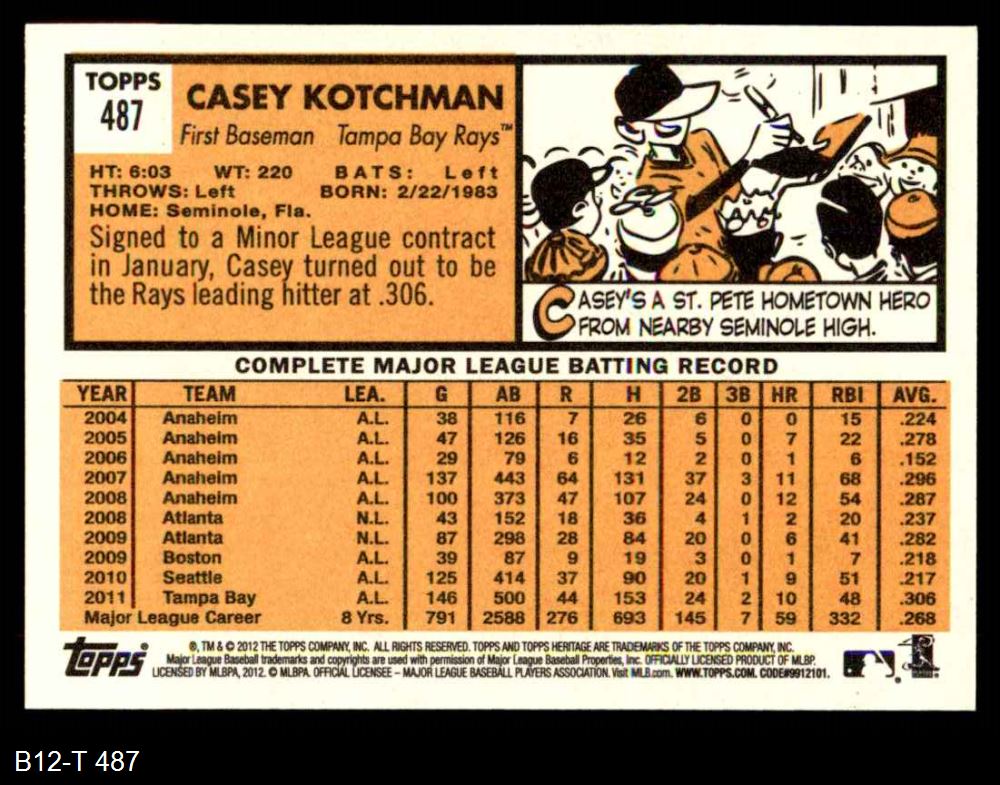 TOPPS
487
CASEY KOTCHMAN
First Baseman Tampa Bay Rays™
HT: 6:03 WT: 220 BATS: Left
THROWS: Left BORN: 2/22/1983
HOME: Seminole, Fla.
Signed to a Minor League contract
in January, Casey turned out to be
the Rays leading hitter at .306.
CASEY'S A ST. PETE HOMETOWN HERO
FROM NEARBY SEMINOLE HIGH.
COMPLETE MAJOR LEAGUE BATTING RECORD
YEAR TEAM LEA. G AB R H 2B 3B HR RBI AVG.
2004 Anaheim A.L. 38 116 7 26 6 0 0 15 .224
2005 Anaheim A.L. 47 126 16 35 5 0 7 22 .278
2006 Anaheim A.L. 29 79 6 12 2 0 1 6 .152
2007 Anaheim A.L. 137 443 64 131 37 3 11 68 .296
2008 Anaheim A.L. 100 373 47 107 24 0 12 54 .287
2008 Atlanta N.L. 43 152 18 36 4 1 2 20 .237
2009 Atlanta N.L. 87 298 28 84 20 0 6 41 .282
2009 Boston A.L. 39 87 9 19 3 0 1 7 .218
2010 Seattle A.L. 125 414 37 90 20 1 9 51 .217
2011 Tampa Bay A.L. 146 500 44 153 24 2 10 48 .306
Major League Career 8 Yrs. 791 2588 276 693 145 7 59 332 .268
topps
®, TM & © 2012 THE TOPPS COMPANY, INC. ALL RIGHTS RESERVED. TOPPS AND TOPPS HERITAGE ARE TRADEMARKS OF THE TOPPS COMPANY, INC.
Major League Baseball trademarks and copyrights are used with permission of Major League Baseball Properties, Inc. OFFICIALLY LICENSED PRODUCT OF MLBP.
LICENSED BY MLBPA, 2012. © MLBPA. OFFICIAL LICENSEE – MAJOR LEAGUE BASEBALL PLAYERS ASSOCIATION. Visit MLB.com. WWW.TOPPS.COM. CODE#9912101.
B12-T 487